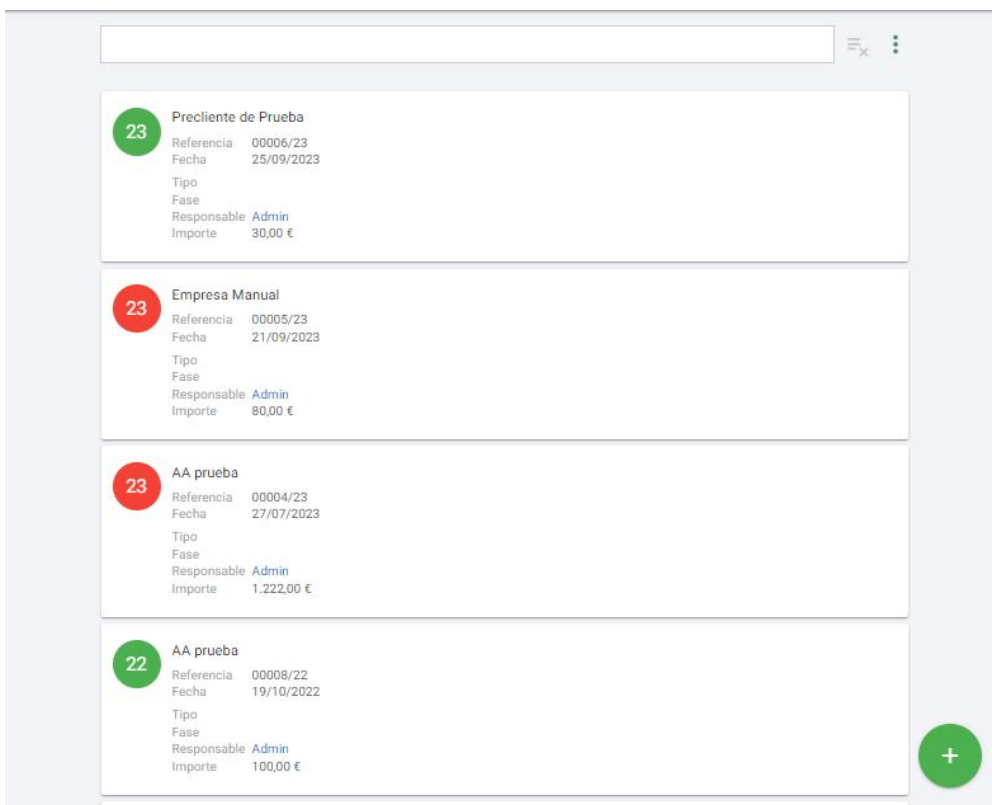 23
Precliente de Prueba
Referencia 00006/23
Fecha 25/09/2023
Tipo
Fase
Responsable Admin
Importe 30,00 €
23
Empresa Manual
Referencia 00005/23
Fecha 21/09/2023
Tipo
Fase
Responsable Admin
Importe 80,00 €
23
AA prueba
Referencia 00004/23
Fecha 27/07/2023
Tipo
Fase
Responsable Admin
Importe 1.222,00 €
22
AA prueba
Referencia 00008/22
Fecha 19/10/2022
Tipo
Fase
Responsable Admin
Importe 100,00 €
+